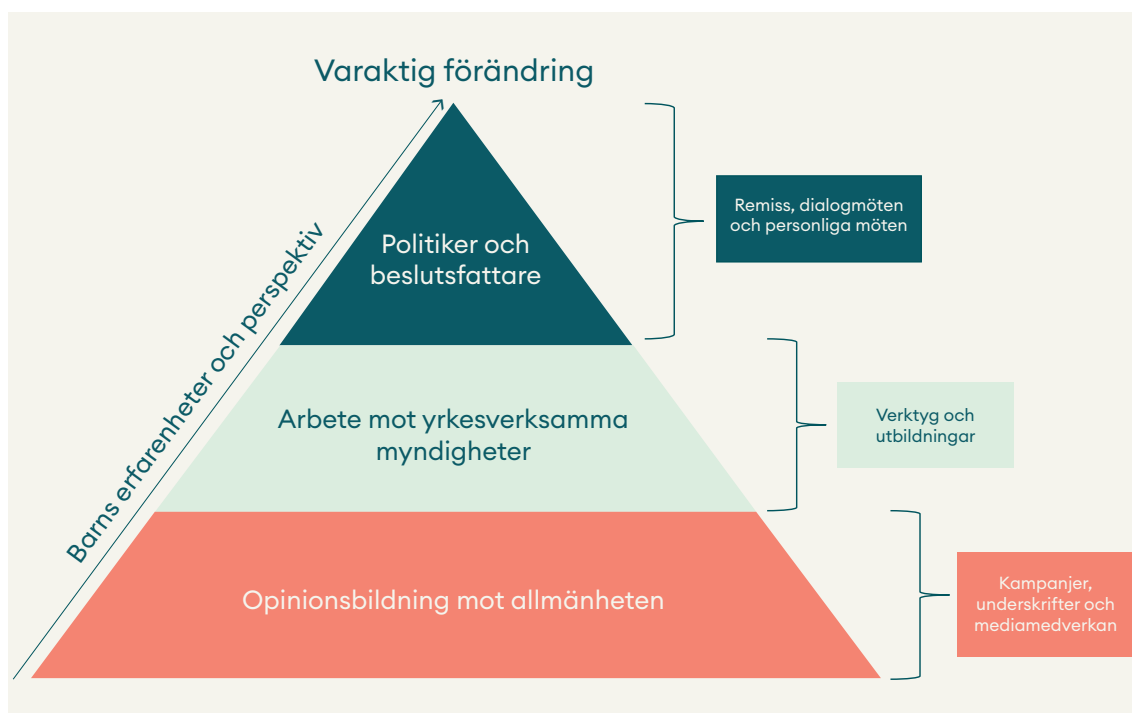 Varaktig förändring
Barns erfarenheter och perspektiv
Politiker och
beslutsfattare
Remiss, dialogmöten
och personliga möten
Arbete mot yrkesverksamma
myndigheter
Verktyg och
utbildningar
Opinionsbildning mot allmänheten
Kampanjer,
underskrifter och
mediamedverkan